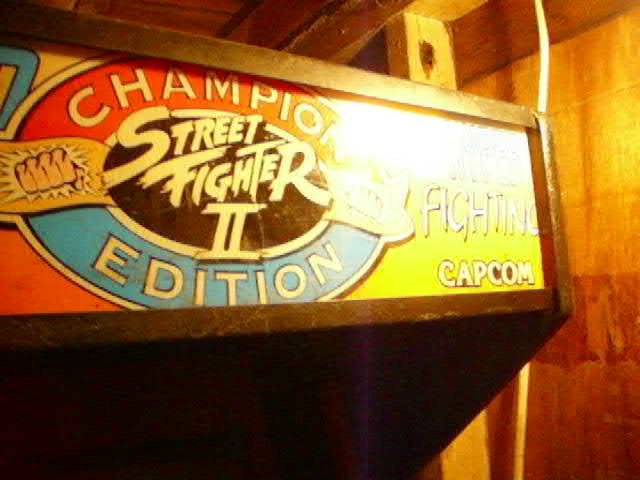 CHAMPION
STREET
FIGHTER
II
EDITION
FIGHTING
CAPCOM